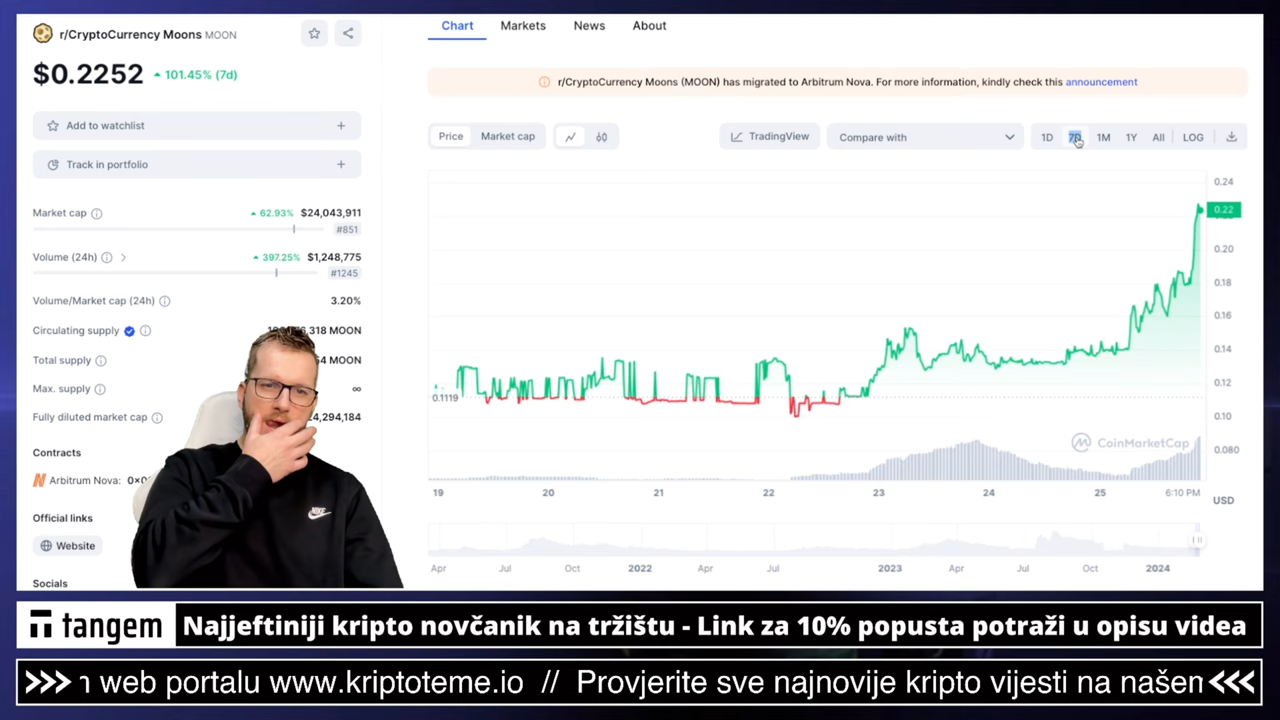 r/CryptoCurrency Moons MOON
$0.2252 101.45% (7d)
Add to watchlist +
Track in portfolio +
Market cap 62.93% $24,043,911
#851
Volume (24h) 397.25% $1,248,775
#1245
Volume/Market cap (24h) 3.20%
Circulating supply 318 MOON
Total supply MOON
Max. supply ∞
Fully diluted market cap 4,294,184
Contracts
Arbitrum Nova:
Official links
Website
Socials
Chart Markets News About
r/CryptoCurrency Moons (MOON) has migrated to Arbitrum Nova. For more information, kindly check this announcement
Price Market cap TradingView Compare with 1D 7D 1M 1Y All LOG
0.24
0.22
0.20
0.18
0.16
0.14
0.12
0.10
0.080
0.1119
CoinMarketCap
19 20 21 22 23 24 25 6:10 PM USD
Apr Jul Oct 2022 Apr Jul 2023 Apr Jul Oct 2024
NIKE
tangem Najjeftiniji kripto novčanik na tržištu - Link za 10% popusta potraži u opisu videa
web portalu www.kriptoteme.io // Provjerite sve najnovije kripto vijesti na našem